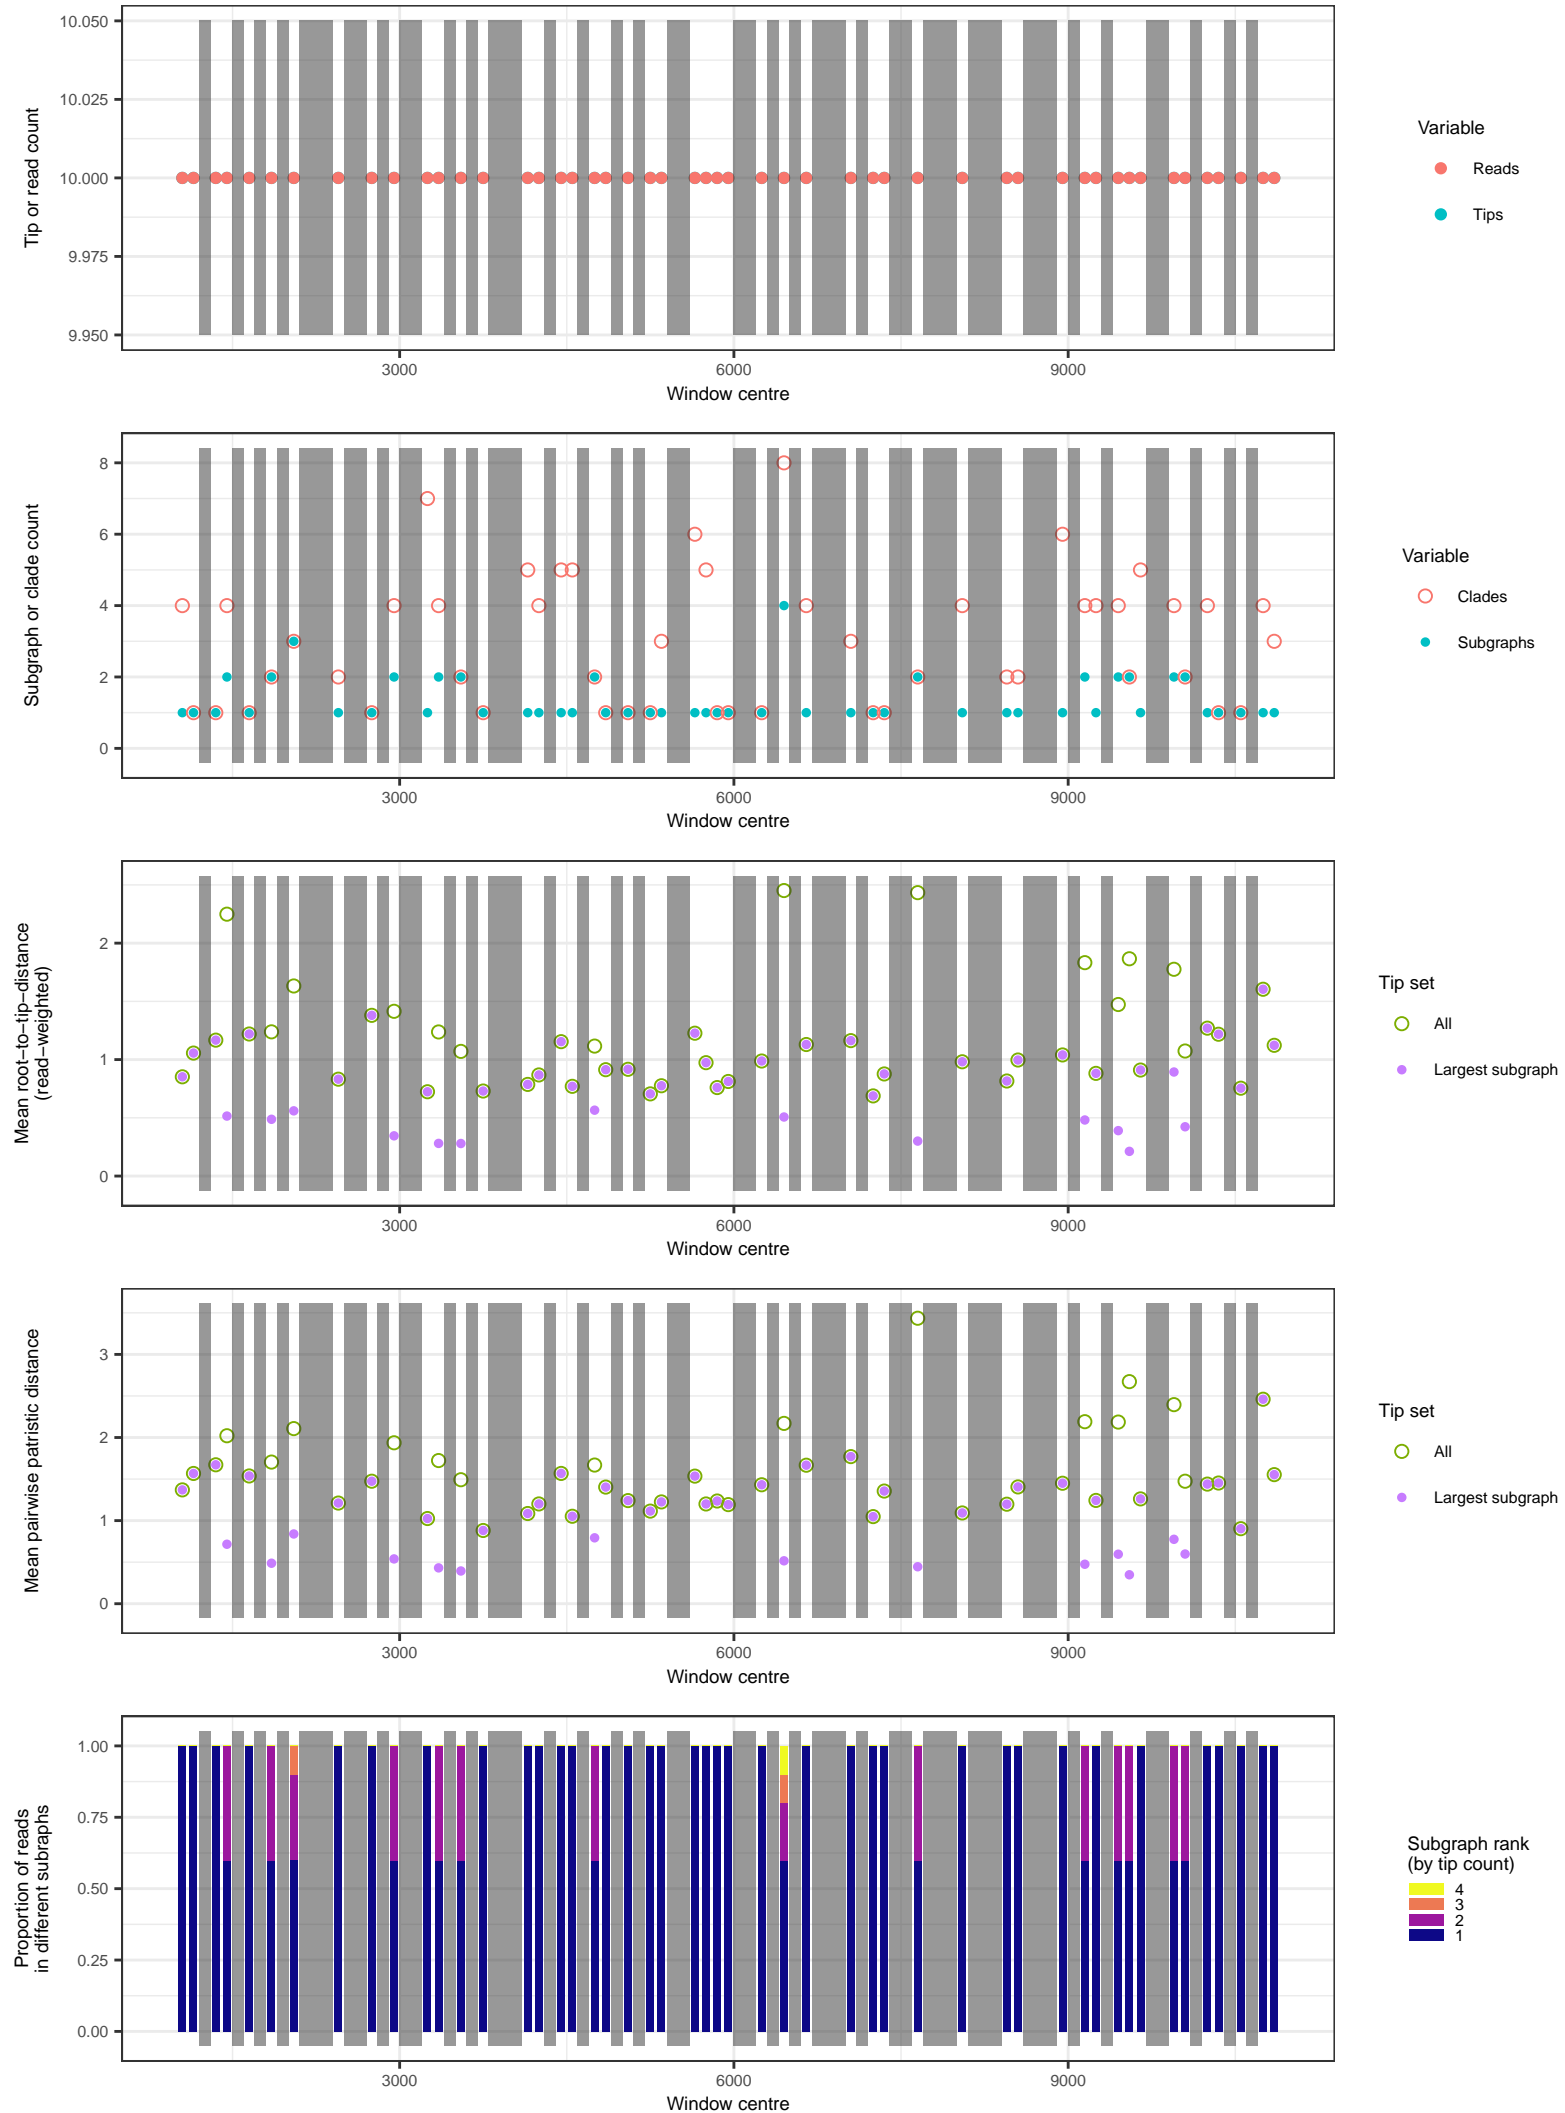 10.050
10.025
10.000
9.975
9.950
Tip or read count
3000
6000
9000
Window centre
Variable
Reads
Tips
8
6
4
2
0
Subgraph or clade count
3000
6000
9000
Window centre
Variable
Clades
Subgraphs
2
1
0
Mean root−to−tip−distance
(read−weighted)
3000
6000
9000
Window centre
Tip set
All
Largest subgraph
3
2
1
0
Mean pairwise patristic distance
3000
6000
9000
Window centre
Tip set
All
Largest subgraph
1.00
0.75
0.50
0.25
0.00
Proportion of reads
in different subraphs
3000
6000
9000
Window centre
Subgraph rank
(by tip count)
4
3
2
1